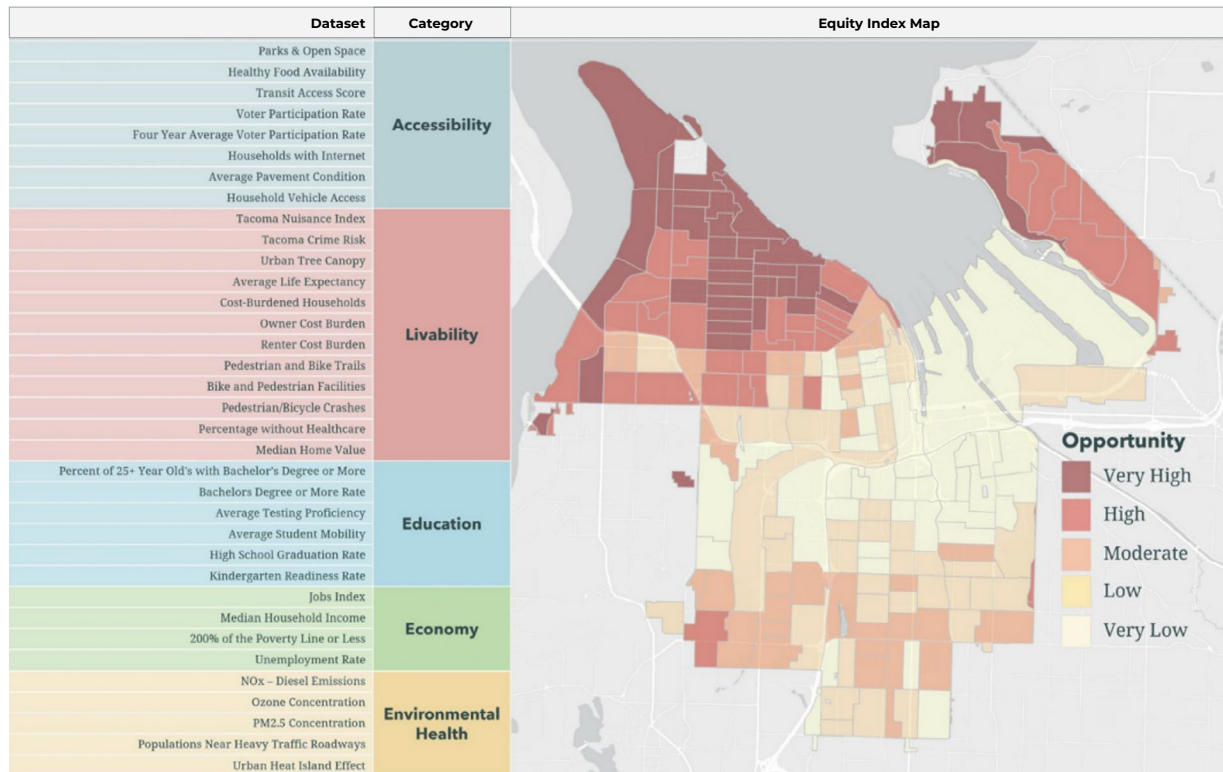 Dataset
Category
Equity Index Map
Parks & Open Space
Healthy Food Availability
Transit Access Score
Voter Participation Rate
Four Year Average Voter Participation Rate
Households with Internet
Average Pavement Condition
Household Vehicle Access
Accessibility
Tacoma Nuisance Index
Tacoma Crime Risk
Urban Tree Canopy
Average Life Expectancy
Cost-Burdened Households
Owner Cost Burden
Renter Cost Burden
Pedestrian and Bike Trails
Bike and Pedestrian Facilities
Pedestrian/Bicycle Crashes
Percentage without Healthcare
Median Home Value
Livability
Percent of 25+ Year Old's with Bachelor's Degree or More
Bachelors Degree or More Rate
Average Testing Proficiency
Average Student Mobility
High School Graduation Rate
Kindergarten Readiness Rate
Education
Jobs Index
Median Household Income
200% of the Poverty Line or Less
Unemployment Rate
Economy
NOx – Diesel Emissions
Ozone Concentration
PM2.5 Concentration
Populations Near Heavy Traffic Roadways
Urban Heat Island Effect
Environmental
Health
Opportunity
Very High
High
Moderate
Low
Very Low